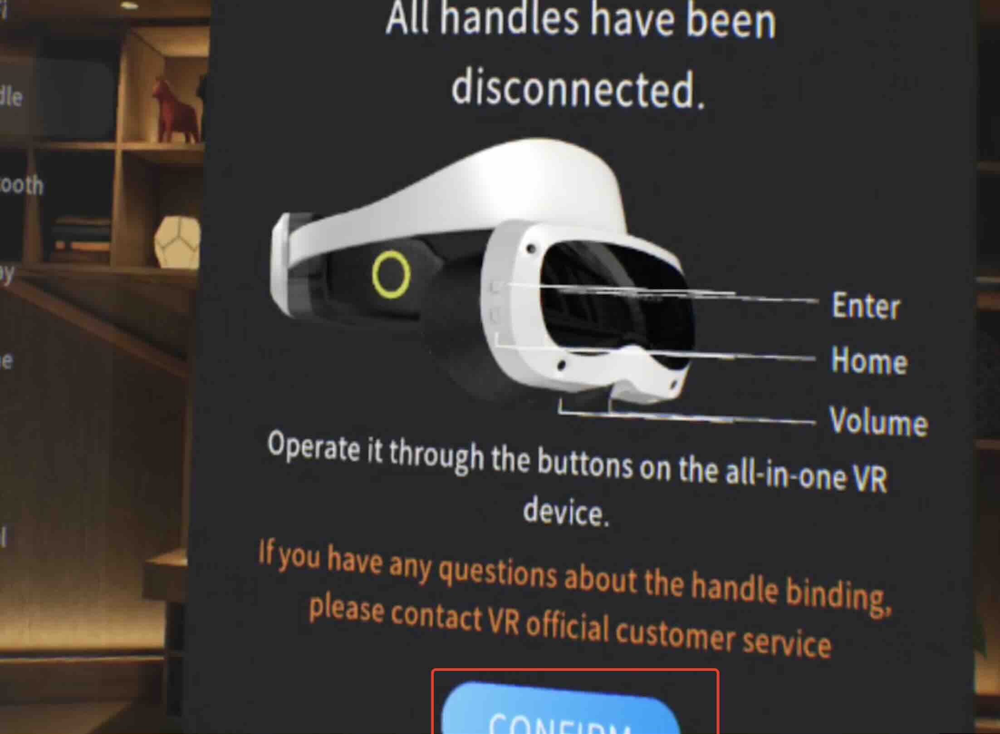 All handles have been
disconnected.
Enter
Home
Volume
Operate it through the buttons on the all-in-one VR
device.
If you have any questions about the handle binding,
please contact VR official customer service
CONFIRM
dle
tooth